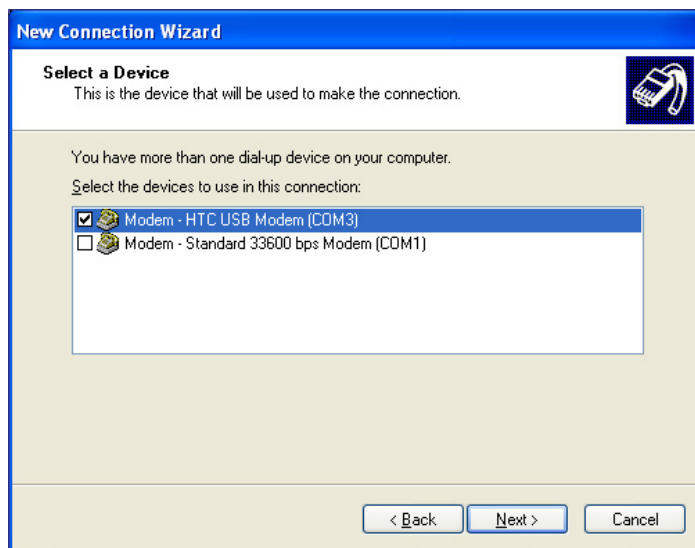 New Connection Wizard
Select a Device
This is the device that will be used to make the connection.
You have more than one dial-up device on your computer.
Select the devices to use in this connection:
Modem - HTC USB Modem (COM3)
Modem - Standard 33600 bps Modem (COM1)
< Back Next > Cancel